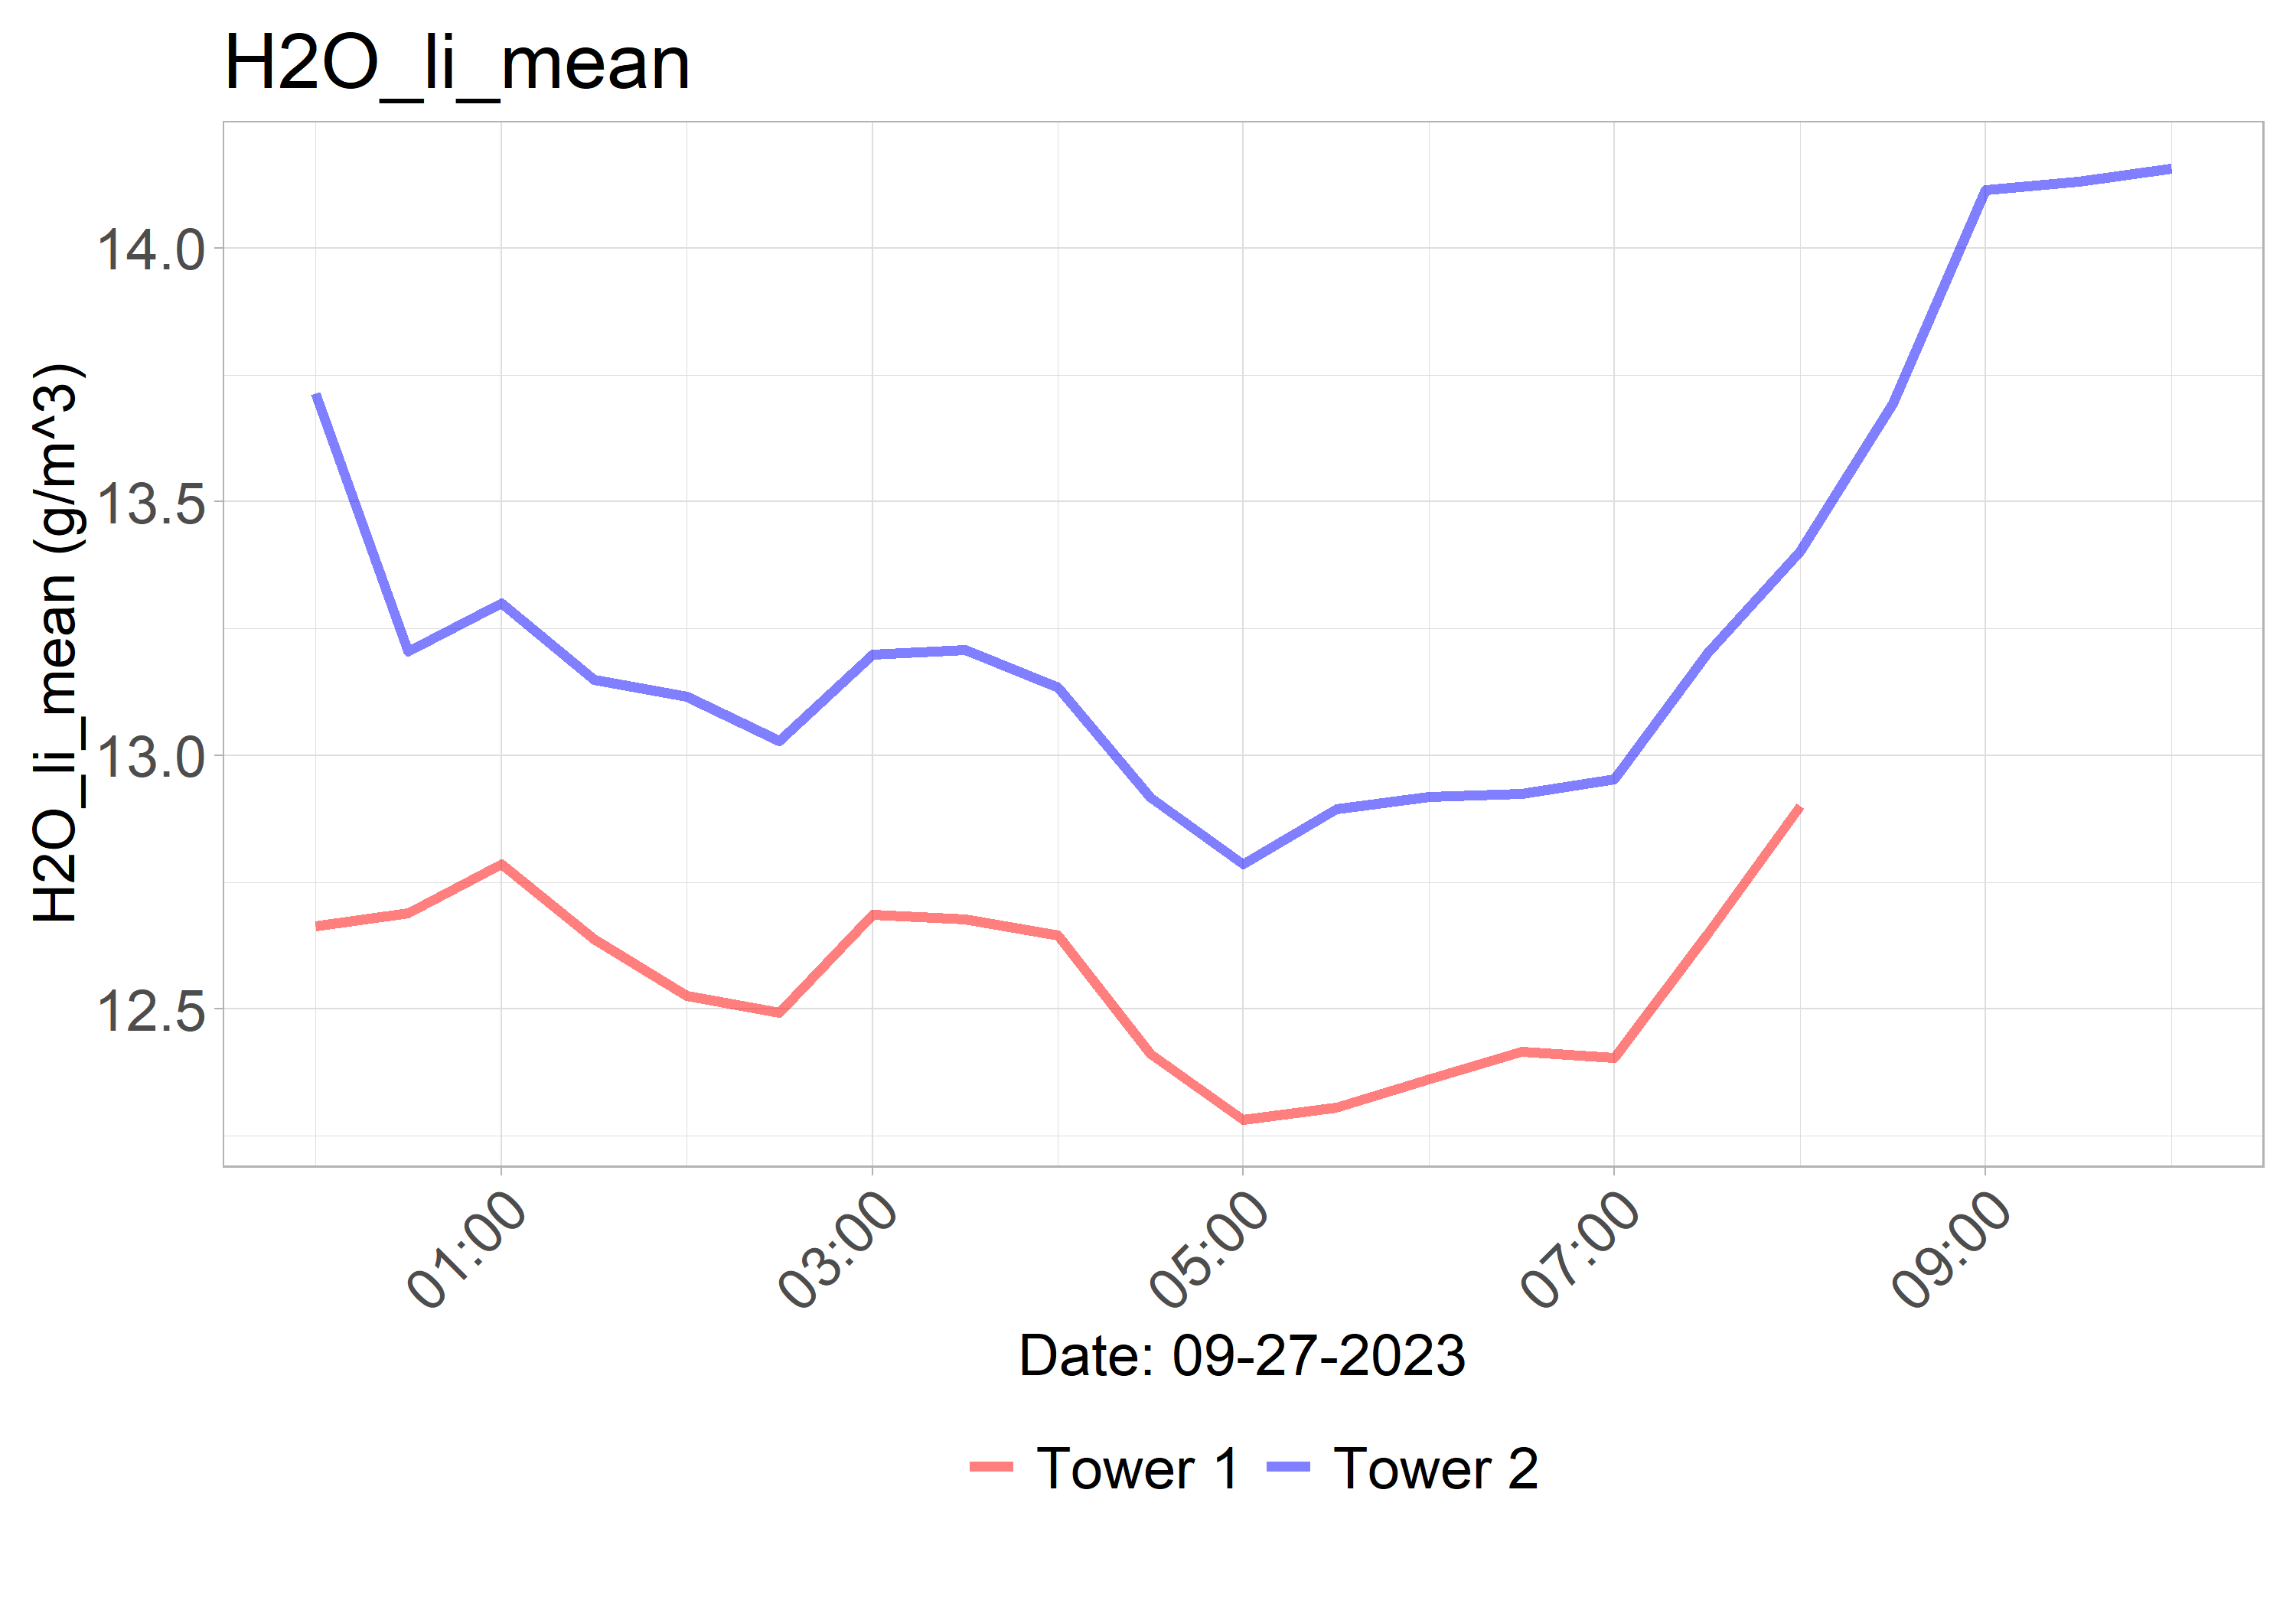 H2O_li_mean
H2O_li_mean (g/m^3)
14.0
13.5
13.0
12.5
01:00
03:00
05:00
07:00
09:00
Date: 09-27-2023
Tower 1
Tower 2